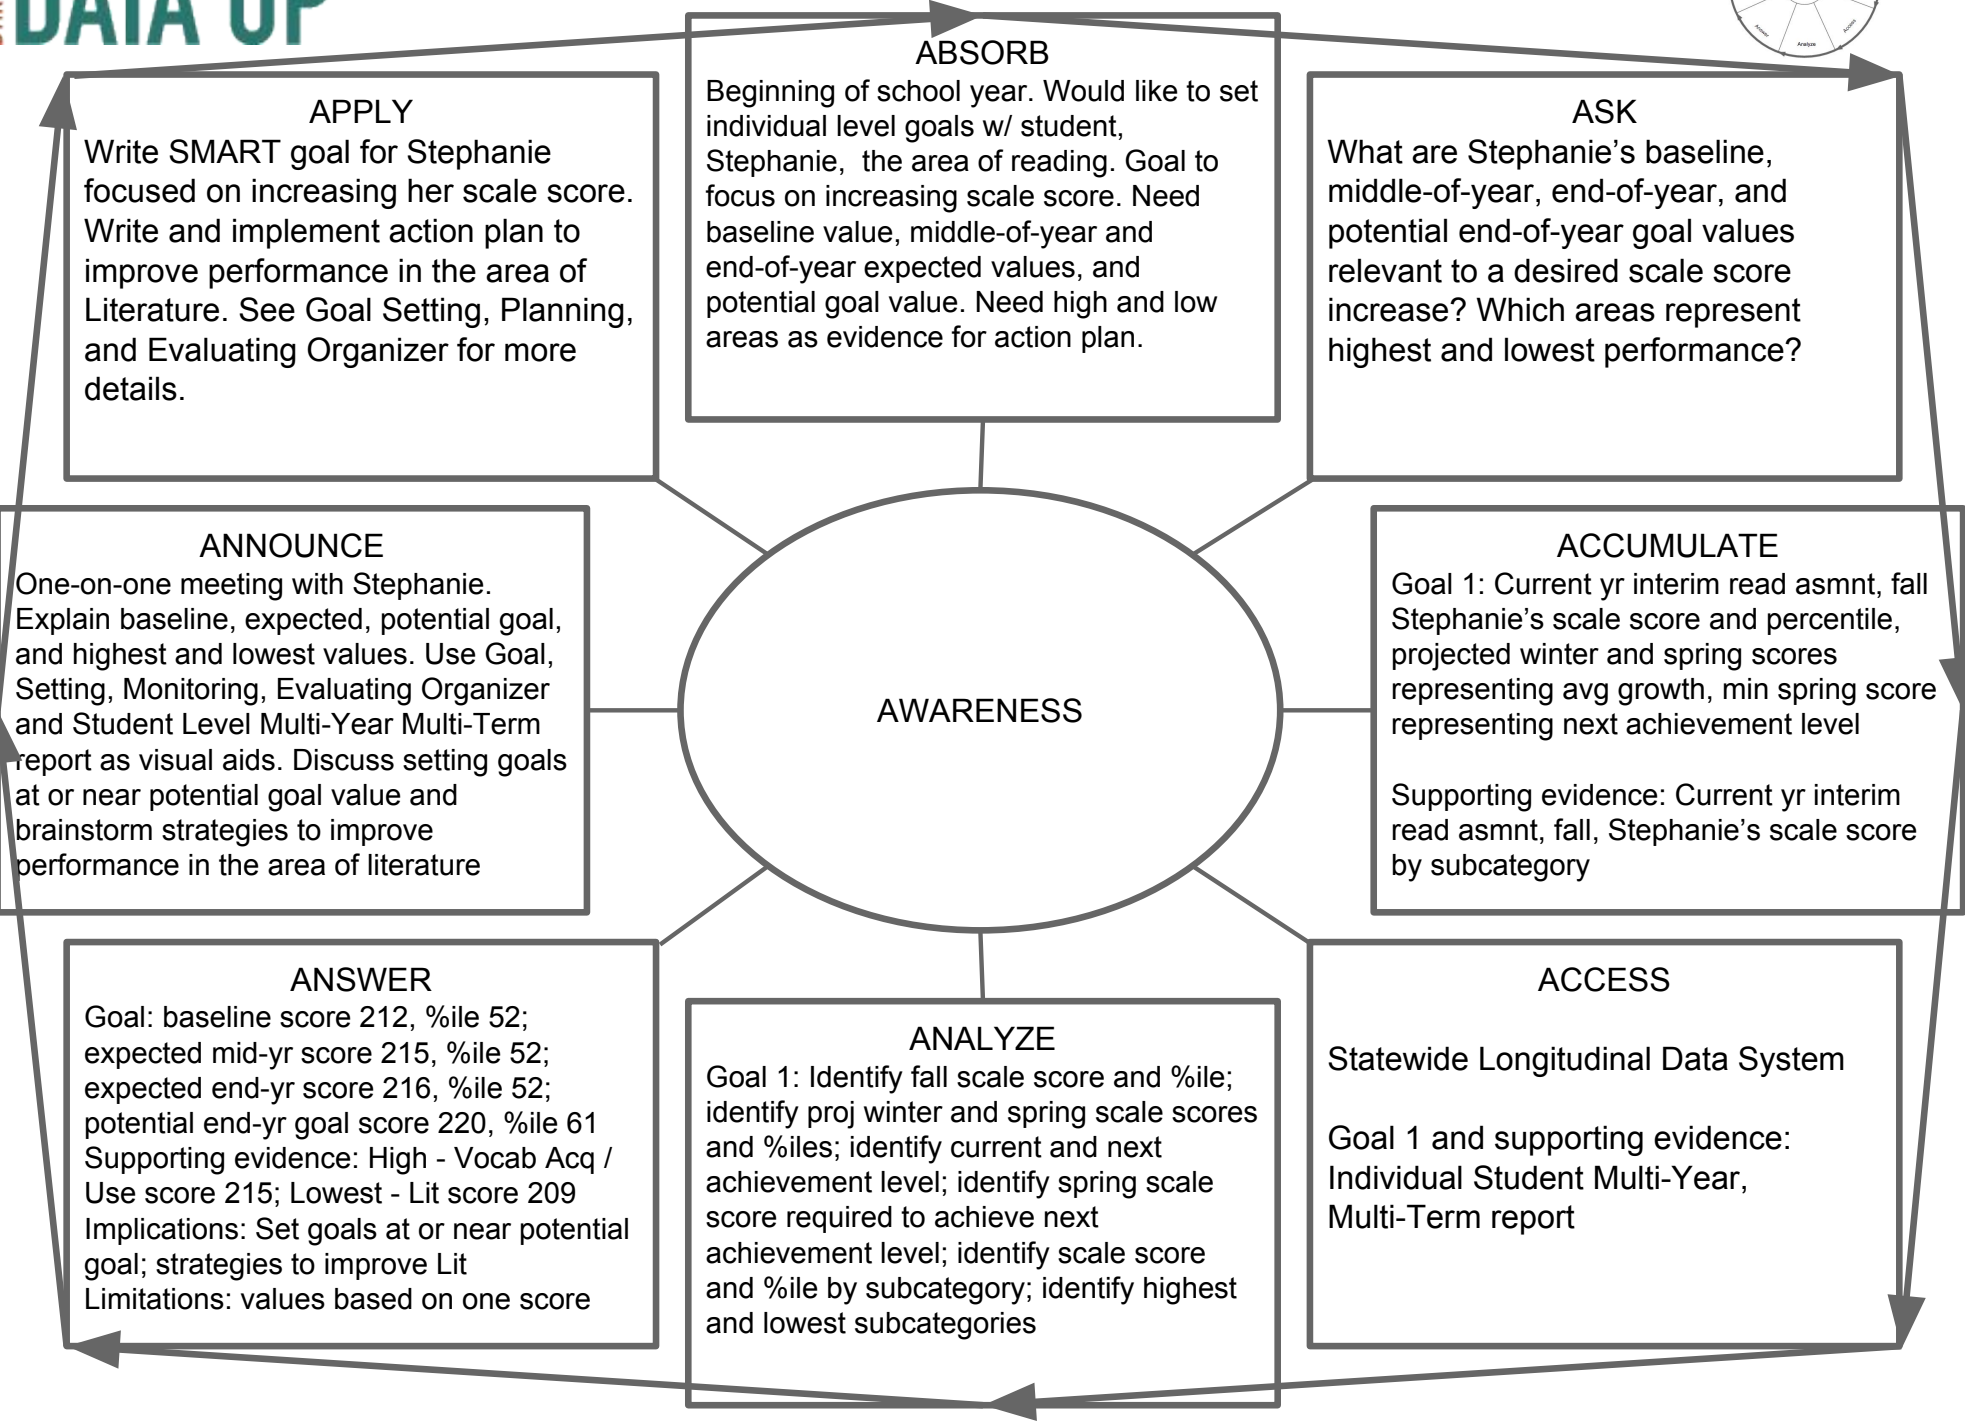 DATA UP
Answer
Analyze
Access
ABSORB
Beginning of school year. Would like to set
individual level goals w/ student,
Stephanie,  the area of reading. Goal to
focus on increasing scale score. Need
baseline value, middle-of-year and
end-of-year expected values, and
potential goal value. Need high and low
areas as evidence for action plan.
APPLY
Write SMART goal for Stephanie
focused on increasing her scale score.
Write and implement action plan to
improve performance in the area of
Literature. See Goal Setting, Planning,
and Evaluating Organizer for more
details.
ASK
What are Stephanie’s baseline,
middle-of-year, end-of-year, and
potential end-of-year goal values
relevant to a desired scale score
increase? Which areas represent
highest and lowest performance?
ANNOUNCE
One-on-one meeting with Stephanie.
Explain baseline, expected, potential goal,
and highest and lowest values. Use Goal,
Setting, Monitoring, Evaluating Organizer
and Student Level Multi-Year Multi-Term
report as visual aids. Discuss setting goals
at or near potential goal value and
brainstorm strategies to improve
performance in the area of literature
AWARENESS
ACCUMULATE
Goal 1: Current yr interim read asmnt, fall
Stephanie’s scale score and percentile,
projected winter and spring scores
representing avg growth, min spring score
representing next achievement level
Supporting evidence: Current yr interim
read asmnt, fall, Stephanie’s scale score
by subcategory
ANSWER
Goal: baseline score 212, %ile 52;
expected mid-yr score 215, %ile 52;
expected end-yr score 216, %ile 52;
potential end-yr goal score 220, %ile 61
Supporting evidence: High - Vocab Acq /
Use score 215; Lowest - Lit score 209
Implications: Set goals at or near potential
goal; strategies to improve Lit
Limitations: values based on one score
ANALYZE
Goal 1: Identify fall scale score and %ile;
identify proj winter and spring scale scores
and %iles; identify current and next
achievement level; identify spring scale
score required to achieve next
achievement level; identify scale score
and %ile by subcategory; identify highest
and lowest subcategories
ACCESS
Statewide Longitudinal Data System
Goal 1 and supporting evidence:
Individual Student Multi-Year,
Multi-Term report